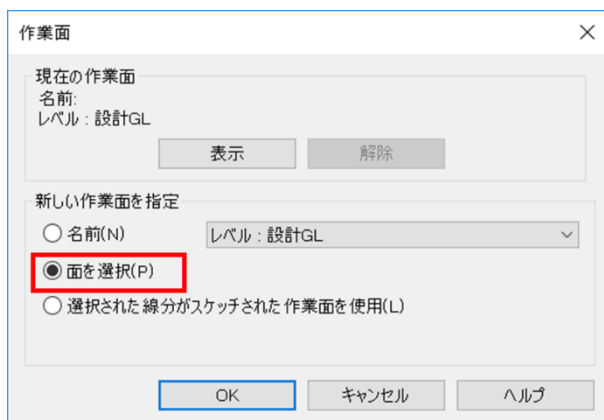 作業面
現在の作業面
名前:
レベル : 設計GL
表示
解除
新しい作業面を指定
名前(N)
レベル : 設計GL
面を選択(P)
選択された線分がスケッチされた作業面を使用(L)
OK
キャンセル
ヘルプ